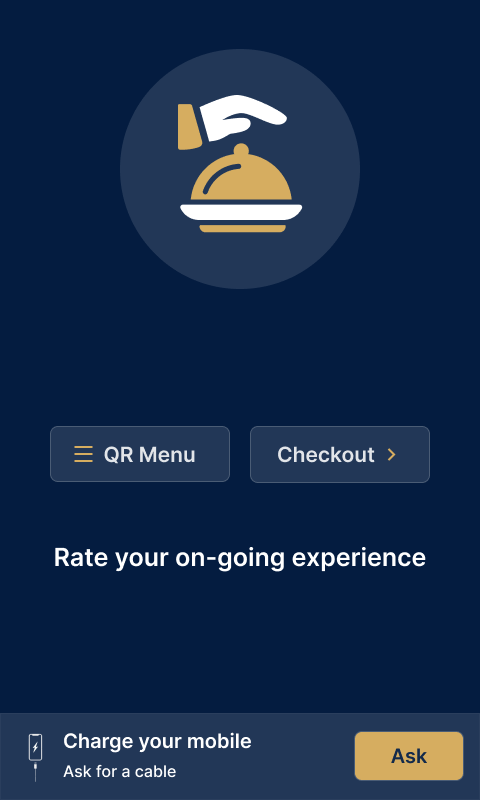 QR Menu
Checkout
Rate your on-going experience
Charge your mobile
Ask for a cable
Ask